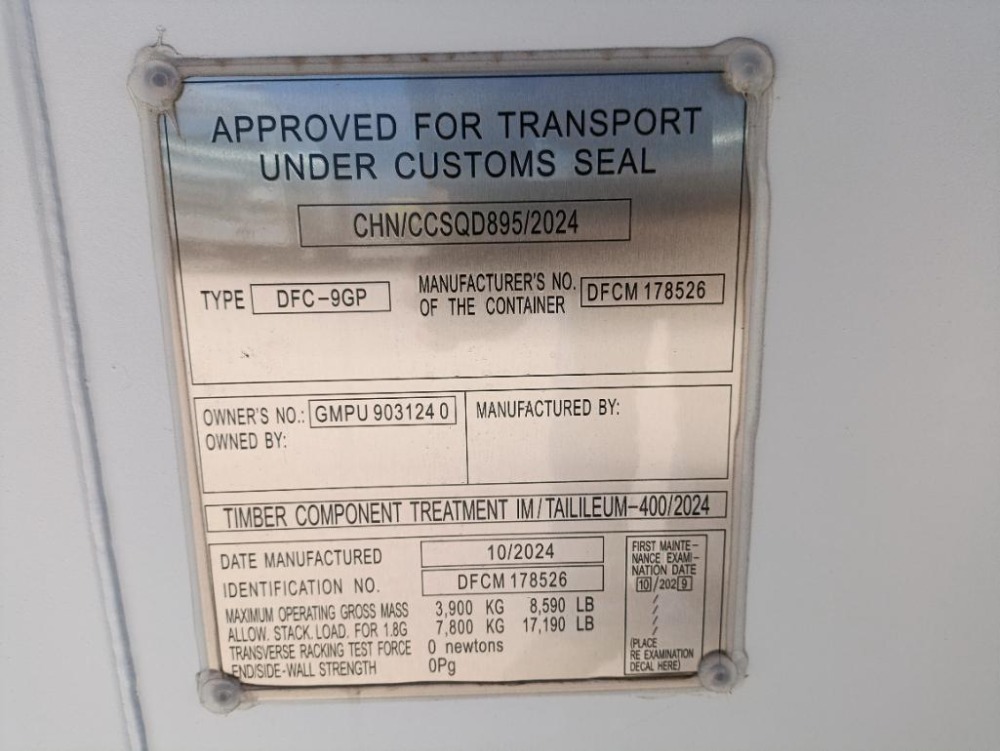 APPROVED FOR TRANSPORT
UNDER CUSTOMS SEAL
CHN/CCSQD895/2024
TYPE DFC-9GP
MANUFACTURER'S NO.
OF THE CONTAINER
DFCM 178526
OWNER'S NO.: GMPU 903124 0
OWNED BY:
MANUFACTURED BY:
TIMBER COMPONENT TREATMENT IM/TAILILEUM-400/2024
DATE MANUFACTURED 10/2024
IDENTIFICATION NO. DFCM 178526
MAXIMUM OPERATING GROSS MASS 3,900 KG 8,590 LB
ALLOW. STACK. LOAD. FOR 1.8G 7,800 KG 17,190 LB
TRANSVERSE RACKING TEST FORCE 0 newtons
END/SIDE-WALL STRENGTH 0Pg
FIRST MAINTE-
NANCE EXAMI-
NATION DATE
10/2029
/
/
/
/
(PLACE
RE EXAMINATION
DECAL HERE)